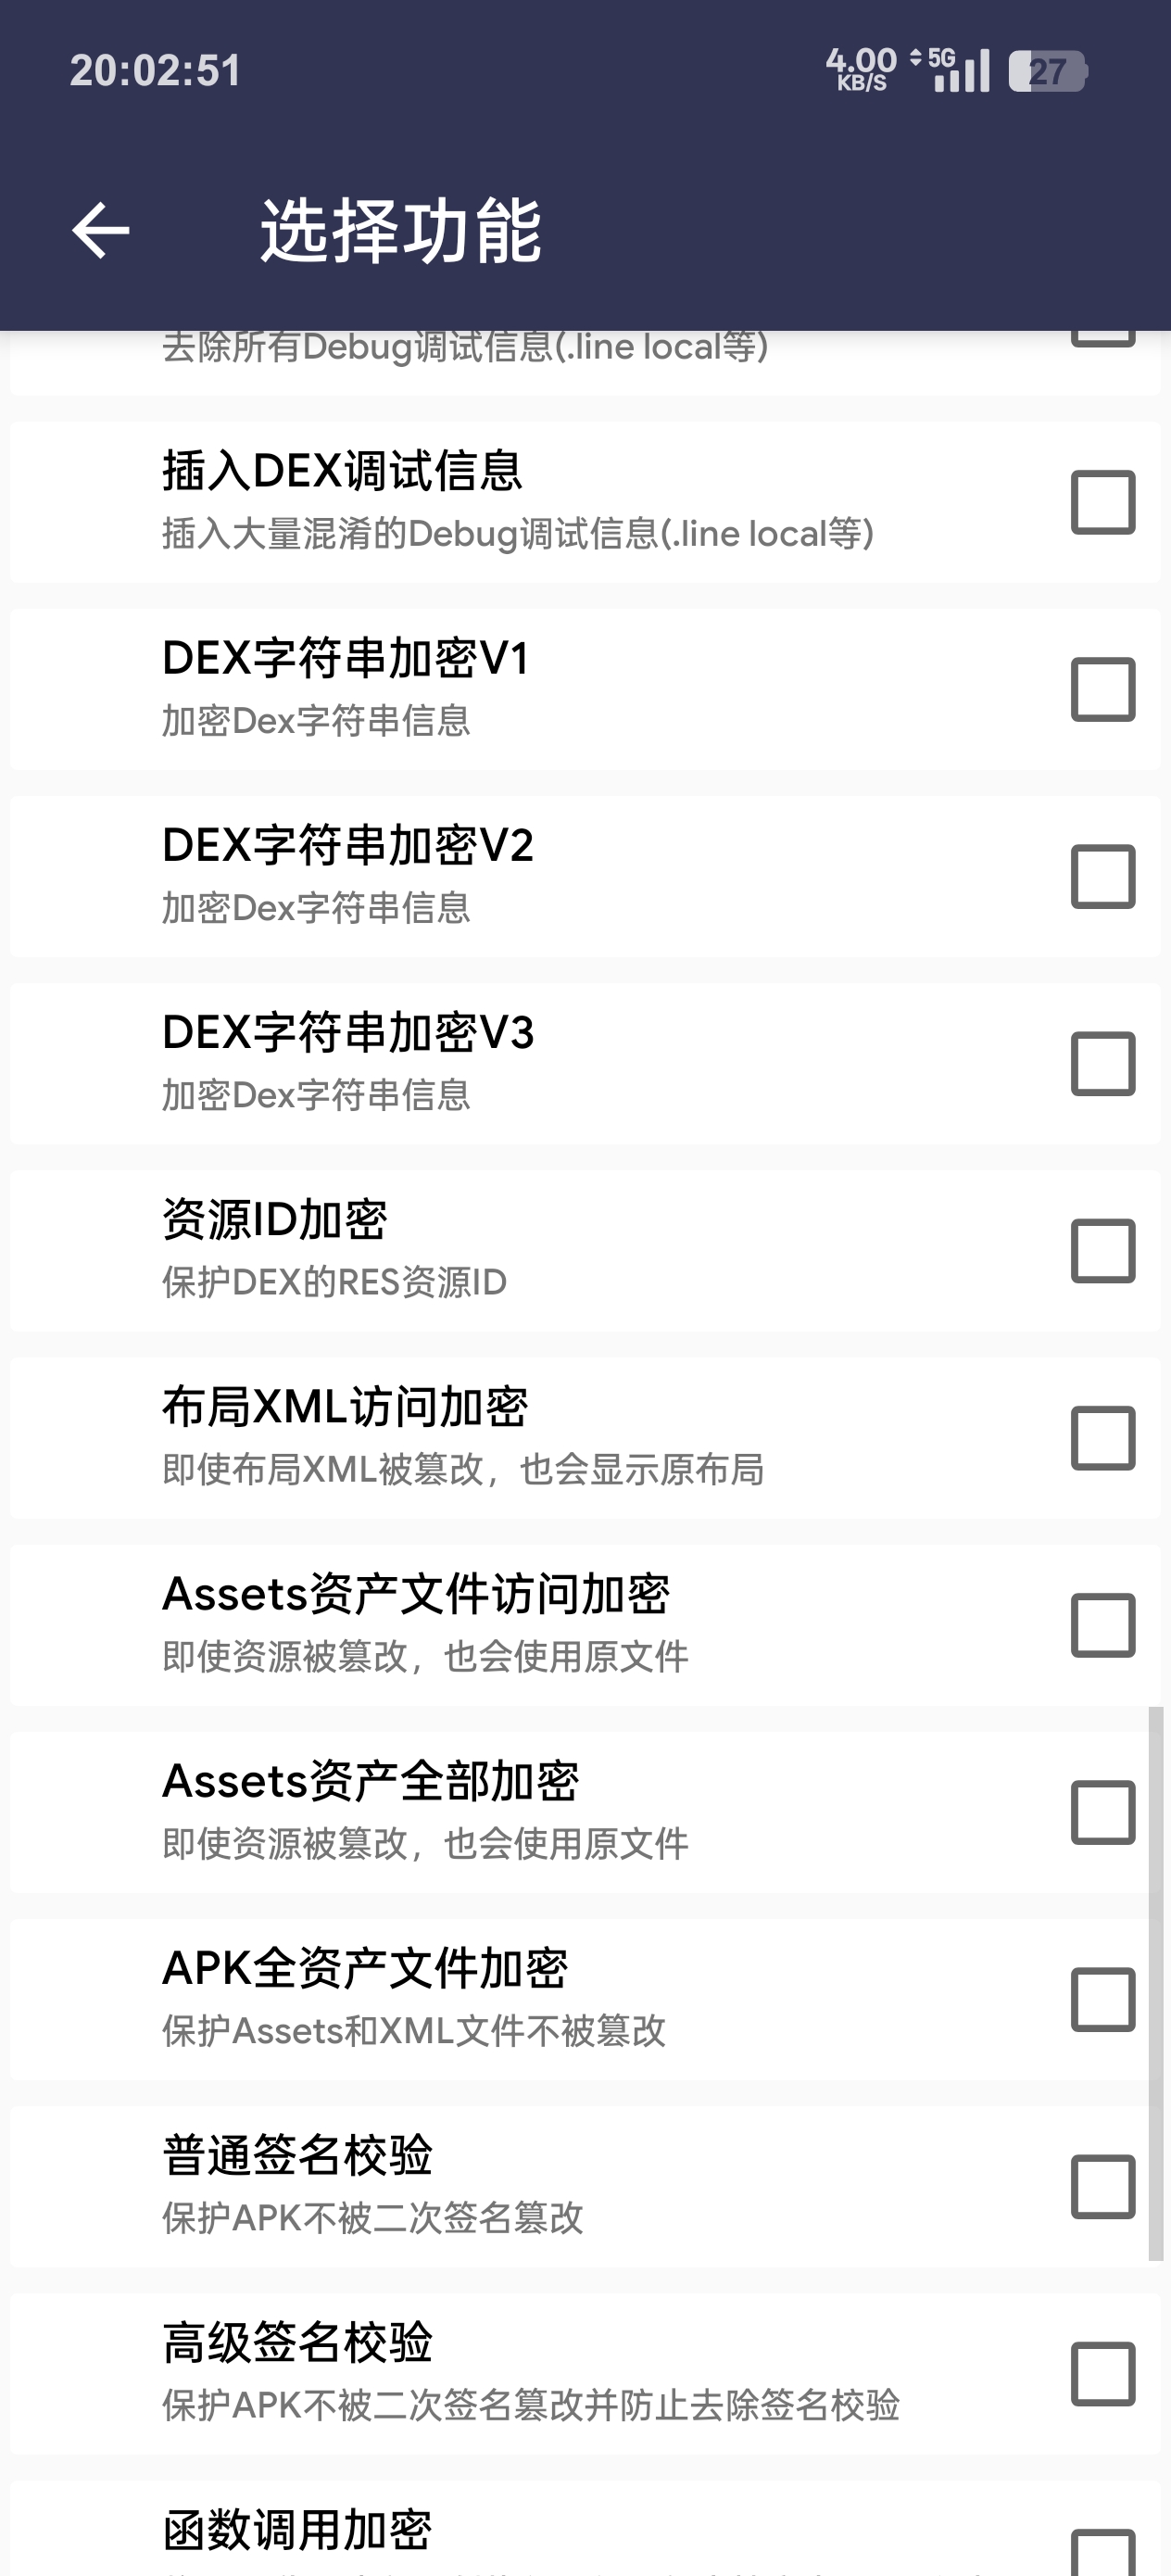 20:02:51
4.00 KB/S 5G 27
选择功能
去除所有Debug调试信息(.line local等)
插入DEX调试信息
插入大量混淆的Debug调试信息(.line local等)
DEX字符串加密V1
加密Dex字符串信息
DEX字符串加密V2
加密Dex字符串信息
DEX字符串加密V3
加密Dex字符串信息
资源ID加密
保护DEX的RES资源ID
布局XML访问加密
即使布局XML被篡改，也会显示原布局
Assets资产文件访问加密
即使资源被篡改，也会使用原文件
Assets资产全部加密
即使资源被篡改，也会使用原文件
APK全资产文件加密
保护Assets和XML文件不被篡改
普通签名校验
保护APK不被二次签名篡改
高级签名校验
保护APK不被二次签名篡改并防止去除签名校验
函数调用加密